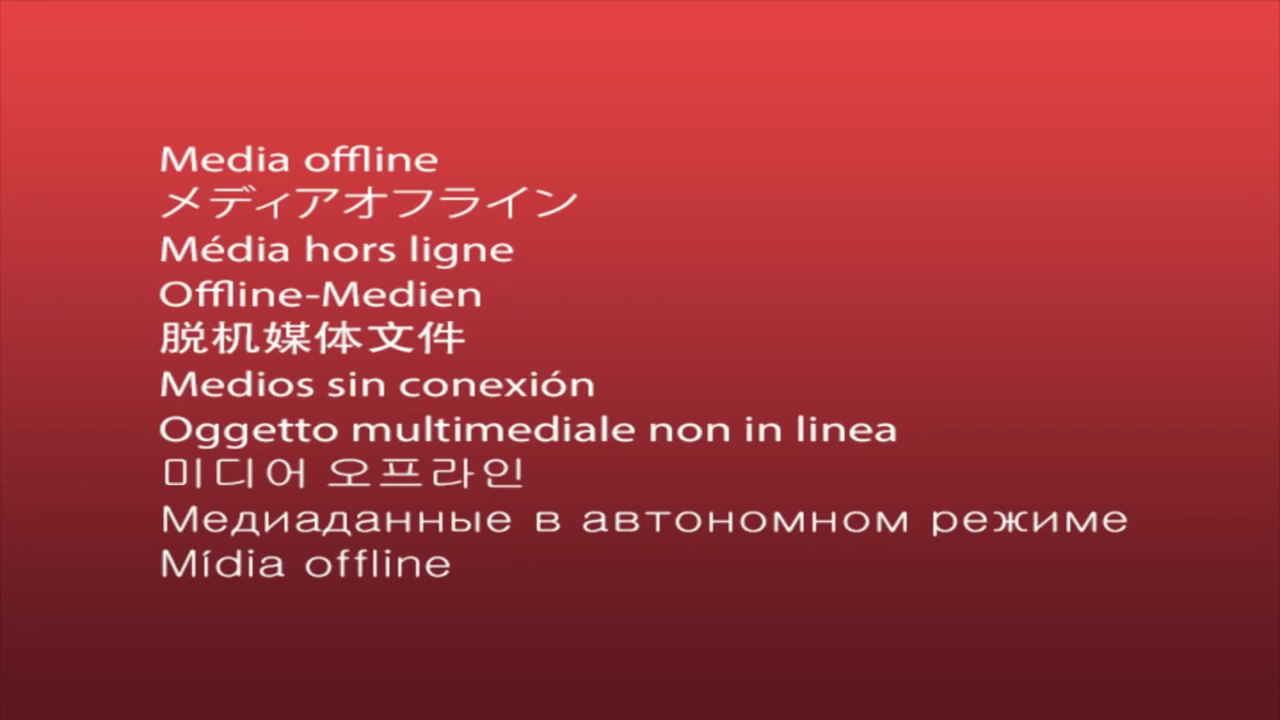 Media offline
メディアオフライン
Média hors ligne
Offline-Medien
脱机媒体文件
Medios sin conexión
Oggetto multimediale non in linea
미디어 오프라인
Медиаданные в автономном режиме
Mídia offline